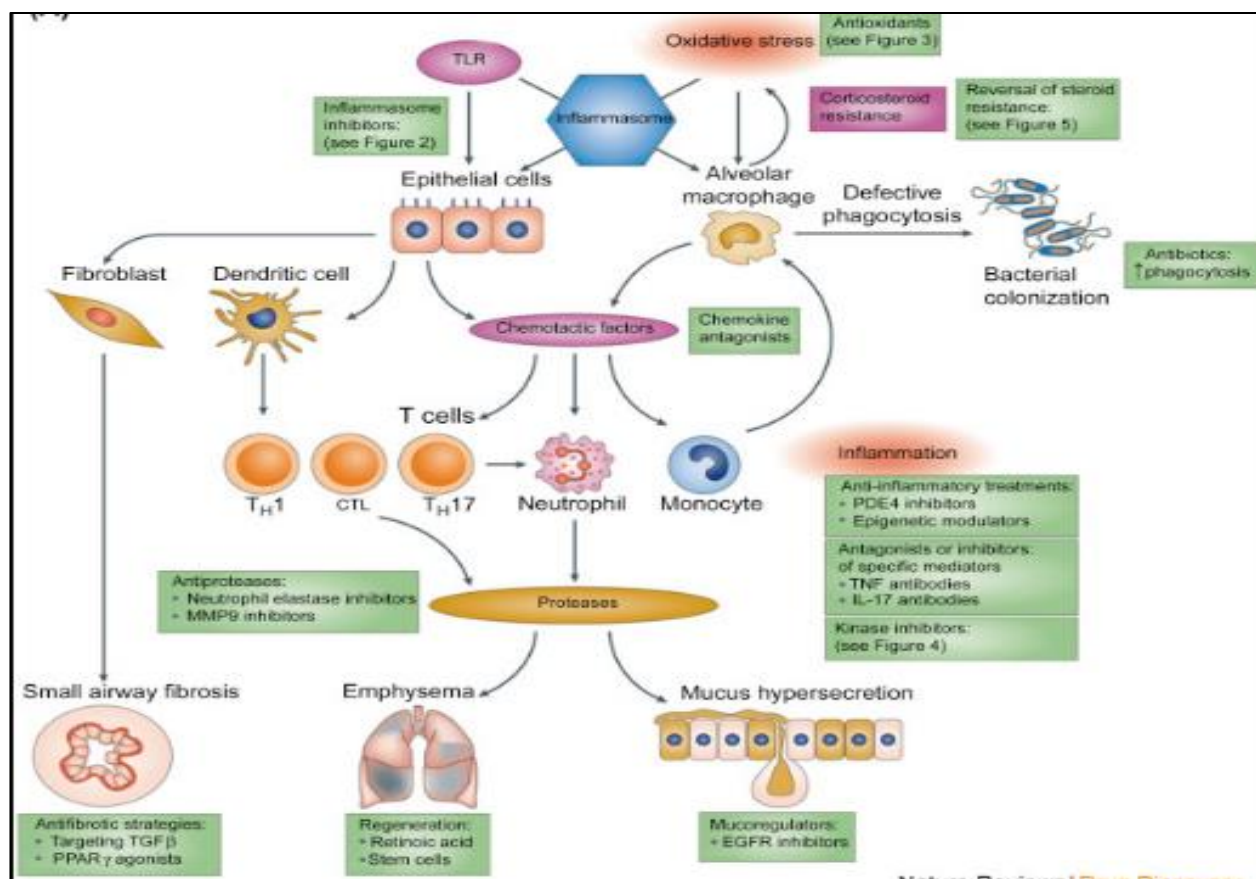 TLR
Oxidative stress
Antioxidants
(see Figure 3)
Inflammasome
inhibitors:
(see Figure 2)
Inflammasome
Corticosteroid
resistance
Reversal of steroid
resistance:
(see Figure 5)
Epithelial cells
Alveolar
macrophage
Defective
phagocytosis
Fibroblast
Dendritic cell
Bacterial
colonization
Antibiotics:
↑phagocytosis
Chemotactic factors
Chemokine
antagonists
T cells
TH1
CTL
TH17
Neutrophil
Monocyte
Inflammation
Anti-inflammatory treatments:
• PDE4 inhibitors
• Epigenetic modulators
Antagonists or inhibitors
of specific mediators
• TNF antibodies
• IL-17 antibodies
Kinase inhibitors:
(see Figure 4)
Antiproteases:
• Neutrophil elastase inhibitors
• MMP9 inhibitors
Proteases
Small airway fibrosis
Emphysema
Mucus hypersecretion
Antifibrotic strategies:
• Targeting TGFβ
• PPARγ agonists
Regeneration:
• Retinoic acid
• Stem cells
Mucoregulators:
• EGFR inhibitors